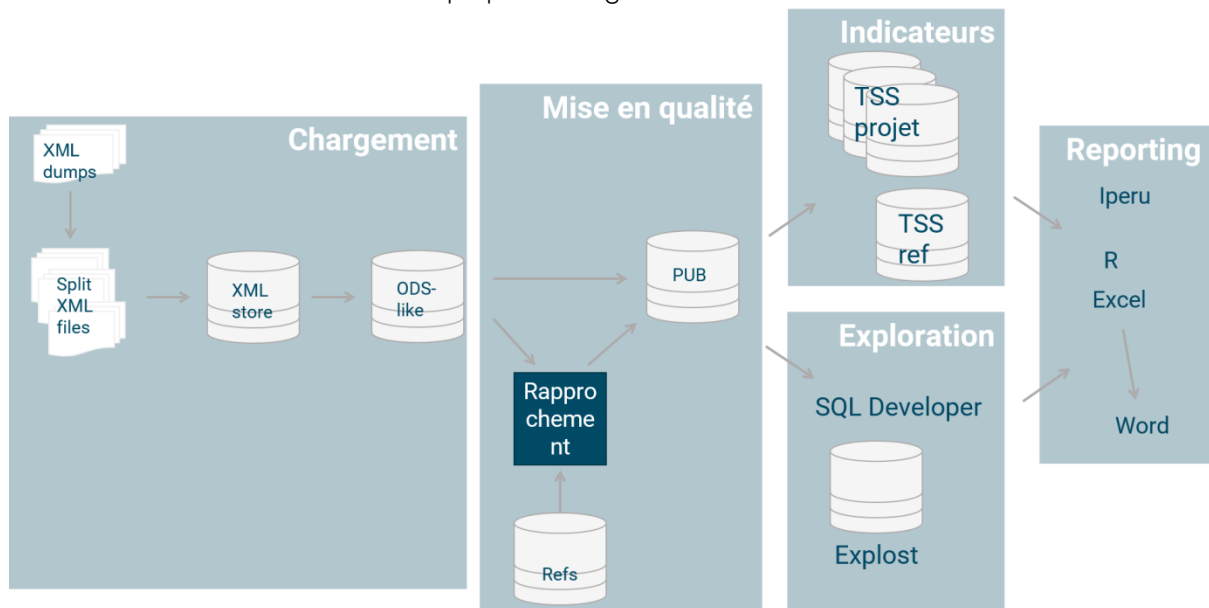 Chargement
XML
dumps
Split
XML
files
XML
store
ODS-
like
Mise en qualité
PUB
Rappro
cheme
nt
Refs
Indicateurs
TSS
projet
TSS
ref
Exploration
SQL Developer
Explost
Reporting
Iperu
R
Excel
Word